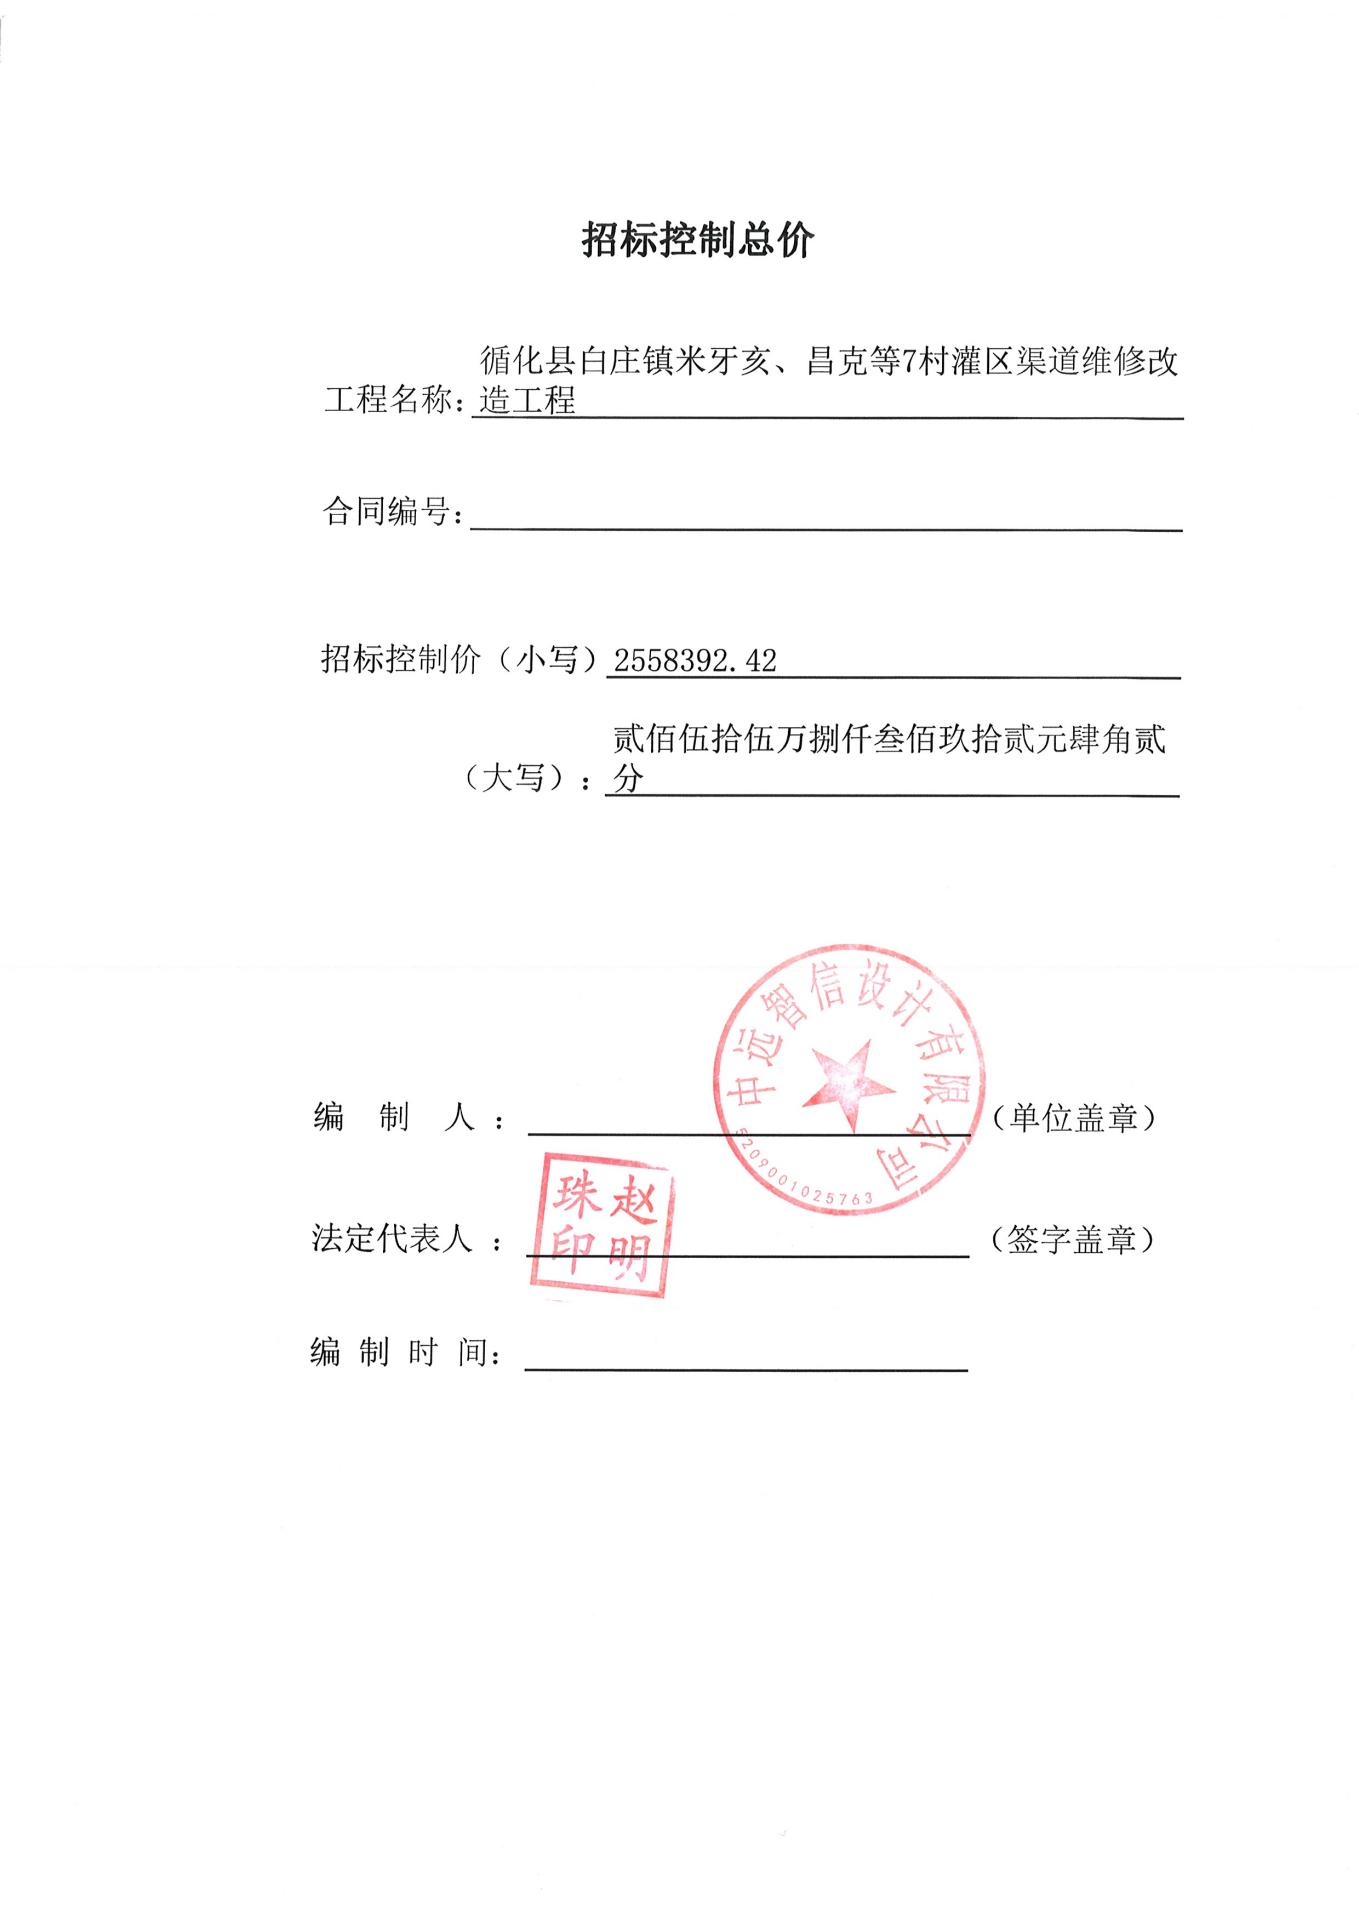 招标控制总价
循化县白庄镇米牙亥、昌克等7村灌区渠道维修改
工程名称：造工程
合同编号：
招标控制价（小写）2558392.42
贰佰伍拾伍万捌仟叁佰玖拾贰元肆角贰
（大写）：分
中远智信设计有限公司
编 制 人 ：（单位盖章）
5209001025763
赵明
珠印
法定代表人 ：（签字盖章）
编 制 时 间：